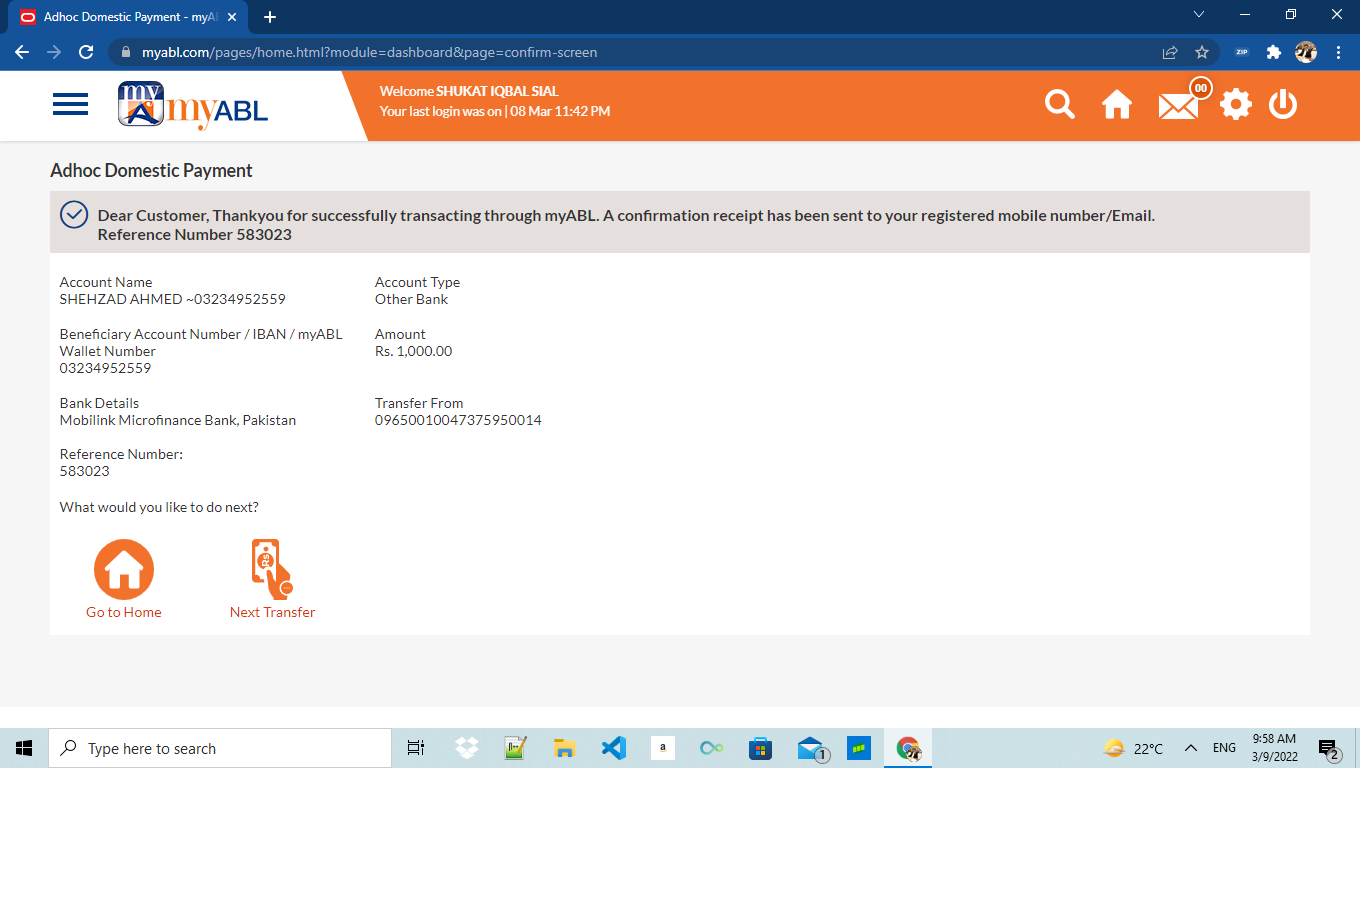 Adhoc Domestic Payment - myA
myabl.com/pages/home.html?module=dashboard&page=confirm-screen
ZIP
my
myABL
Welcome SHUKAT IQBAL SIAL
Your last login was on | 08 Mar 11:42 PM
00
Adhoc Domestic Payment
Dear Customer, Thankyou for successfully transacting through myABL. A confirmation receipt has been sent to your registered mobile number/Email.
Reference Number 583023
Account Name
SHEHZAD AHMED ~03234952559
Account Type
Other Bank
Beneficiary Account Number / IBAN / myABL
Wallet Number
03234952559
Amount
Rs. 1,000.00
Bank Details
Mobilink Microfinance Bank, Pakistan
Transfer From
09650010047375950014
Reference Number:
583023
What would you like to do next?
Rs
Go to Home
Next Transfer
Type here to search
a
1
22°C
ENG
9:58 AM
3/9/2022
2